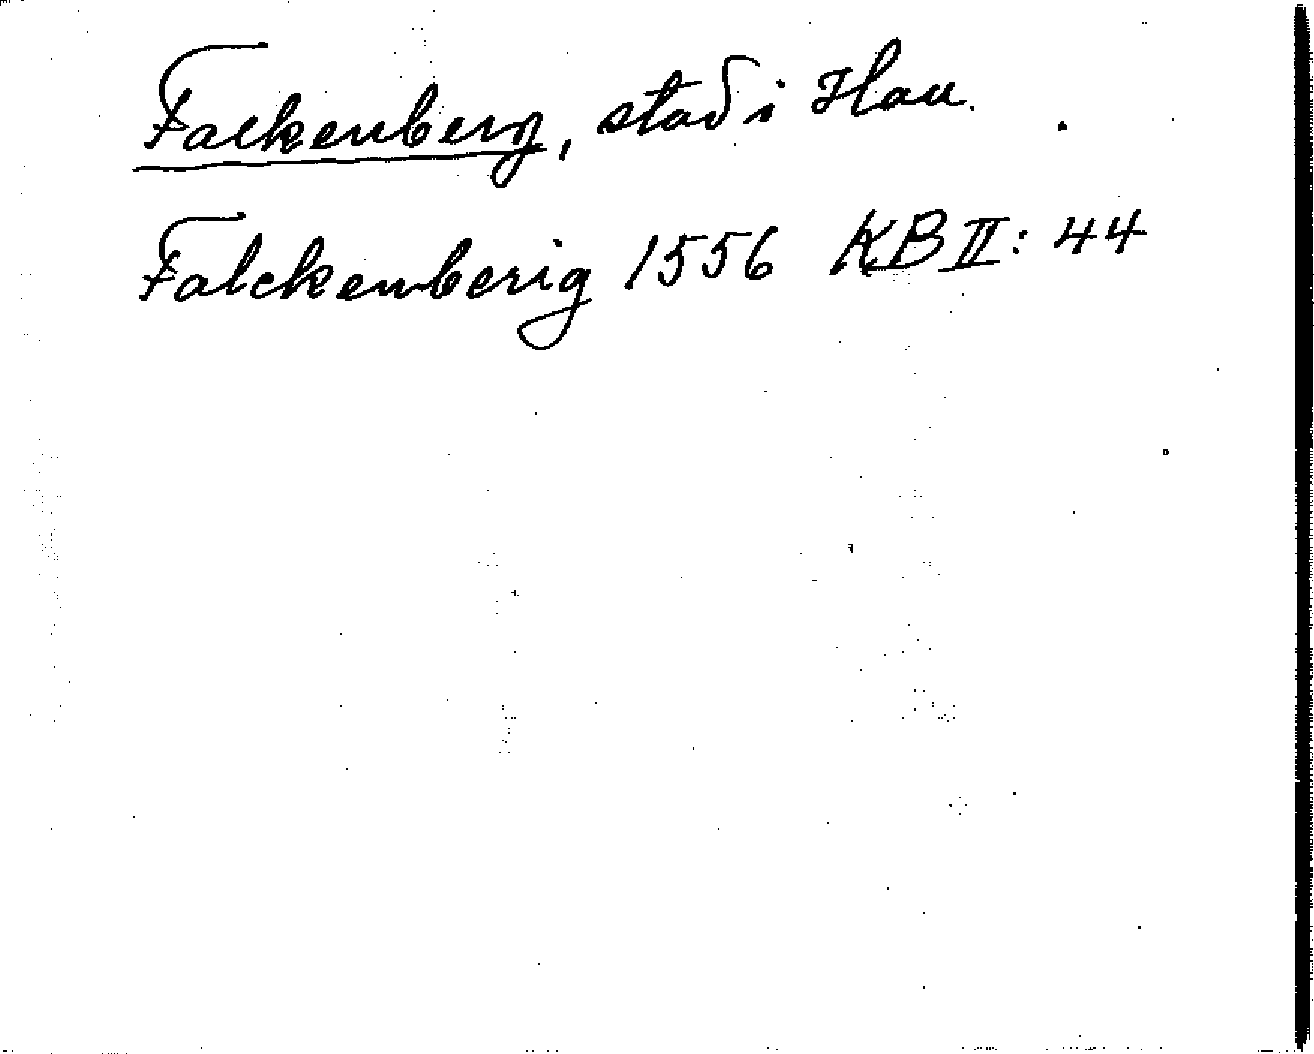 Falkenberg, stad i Hall.
Falckenberig 1556 KB II: 44